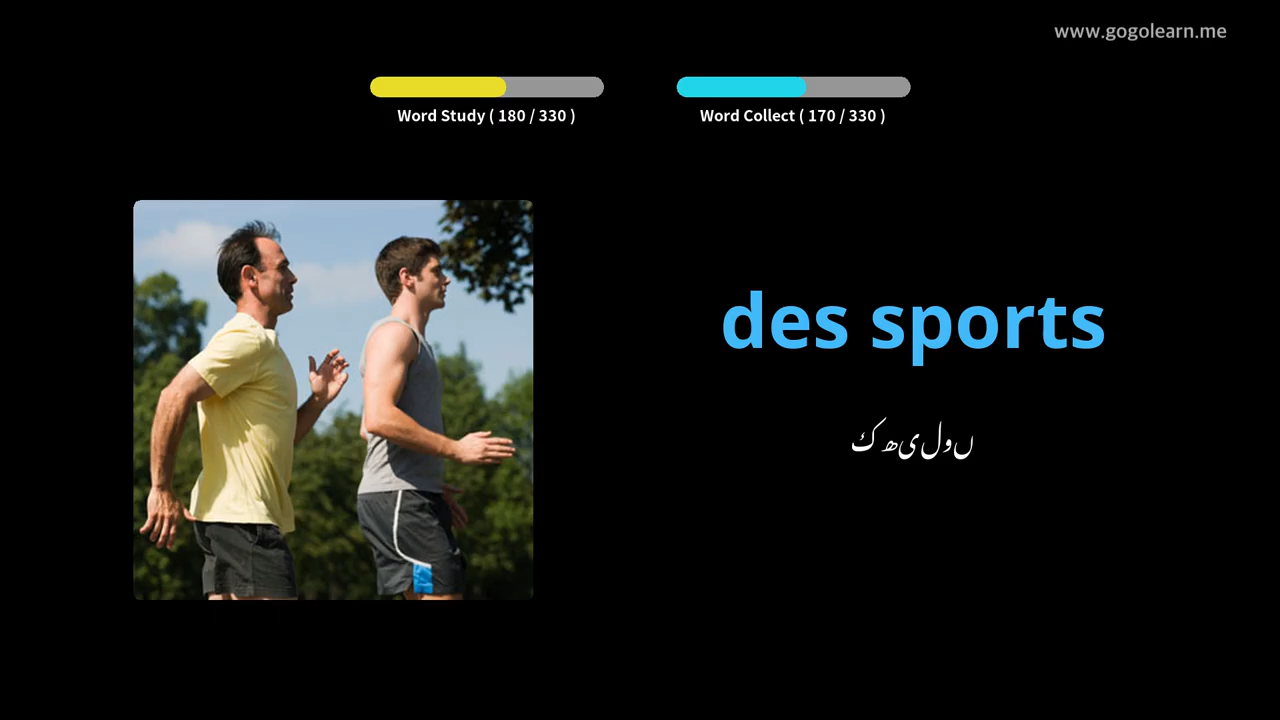 www.gogolearn.me
Word Study ( 180 / 330 )
Word Collect ( 170 / 330 )
des sports
کھیلوں